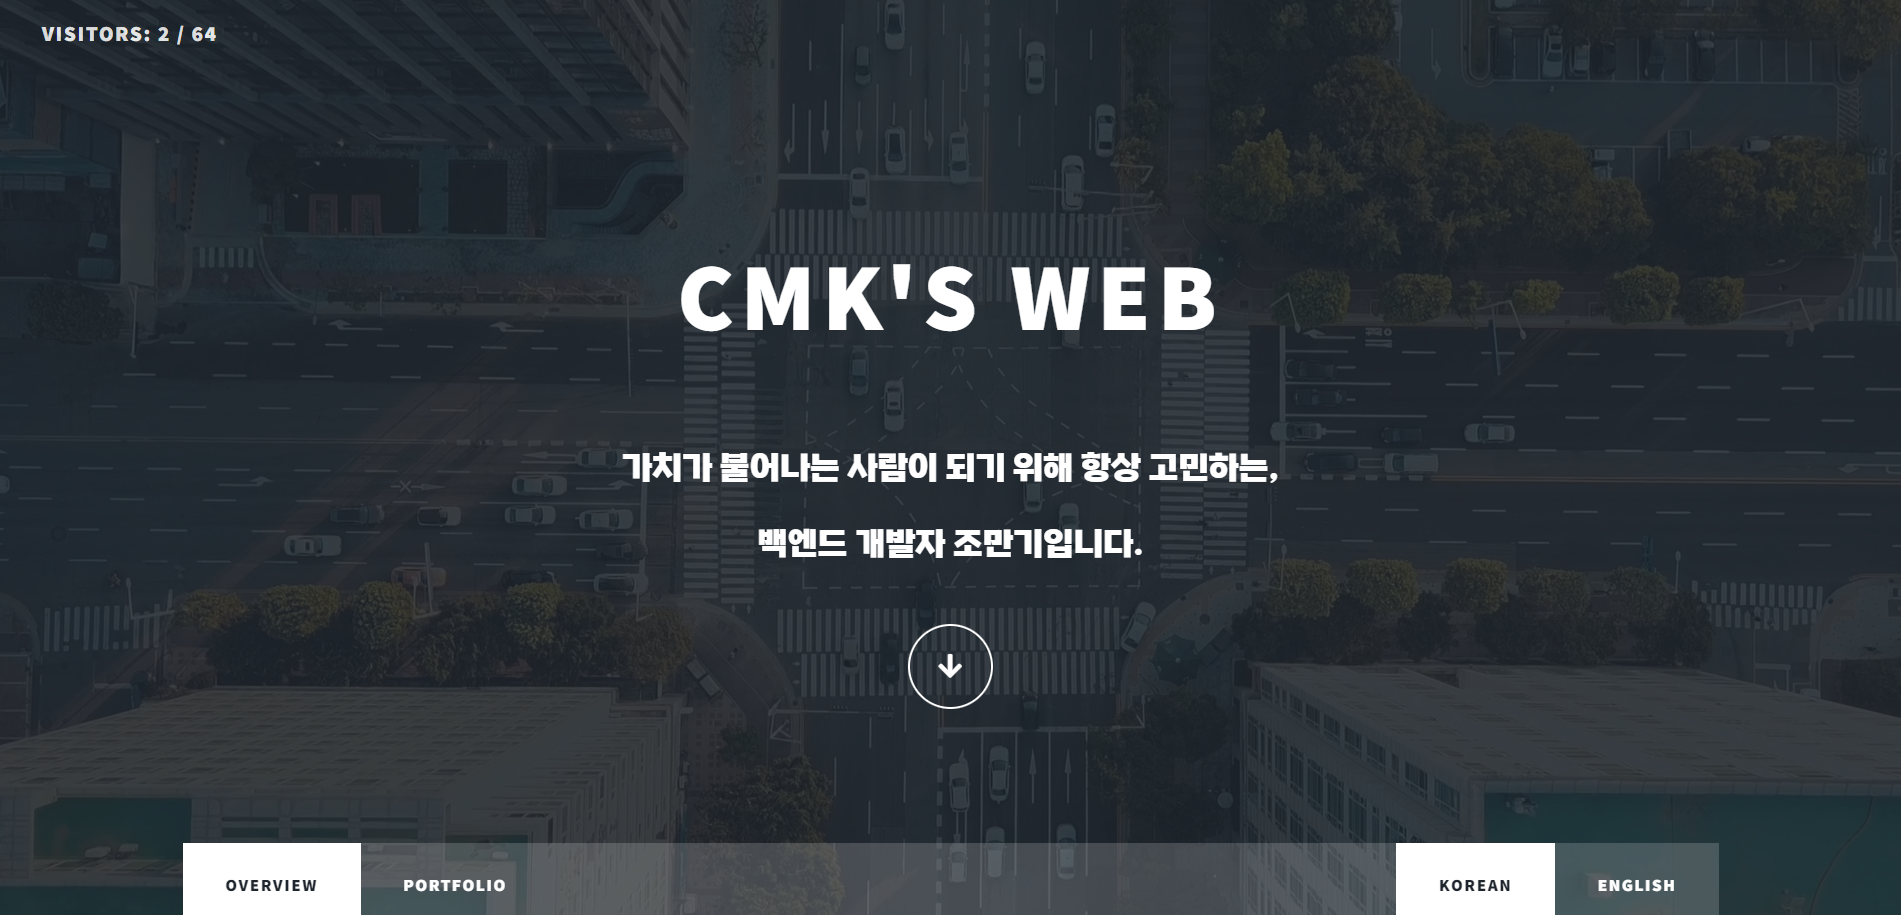 VISITORS: 2 / 64
CMK'S WEB
가치가 불어나는 사람이 되기 위해 항상 고민하는,
백엔드 개발자 조만기입니다.
OVERVIEW
PORTFOLIO
KOREAN
ENGLISH